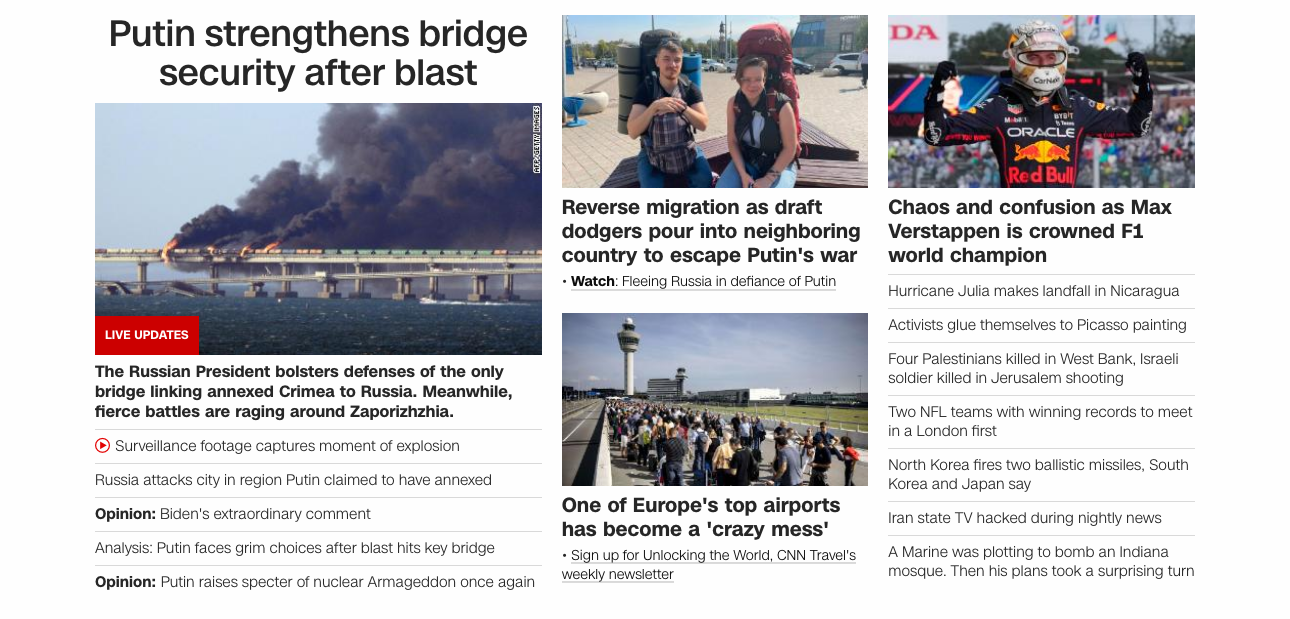 Putin strengthens bridge
security after blast
AFP/GETTY IMAGES
LIVE UPDATES
The Russian President bolsters defenses of the only
bridge linking annexed Crimea to Russia. Meanwhile,
fierce battles are raging around Zaporizhzhia.
Surveillance footage captures moment of explosion
Russia attacks city in region Putin claimed to have annexed
Opinion: Biden's extraordinary comment
Analysis: Putin faces grim choices after blast hits key bridge
Opinion: Putin raises specter of nuclear Armageddon once again
Reverse migration as draft
dodgers pour into neighboring
country to escape Putin's war
• Watch: Fleeing Russia in defiance of Putin
One of Europe's top airports
has become a 'crazy mess'
• Sign up for Unlocking the World, CNN Travel's
weekly newsletter
DA
ORACLE
Red Bull
Chaos and confusion as Max
Verstappen is crowned F1
world champion
Hurricane Julia makes landfall in Nicaragua
Activists glue themselves to Picasso painting
Four Palestinians killed in West Bank, Israeli
soldier killed in Jerusalem shooting
Two NFL teams with winning records to meet
in a London first
North Korea fires two ballistic missiles, South
Korea and Japan say
Iran state TV hacked during nightly news
A Marine was plotting to bomb an Indiana
mosque. Then his plans took a surprising turn